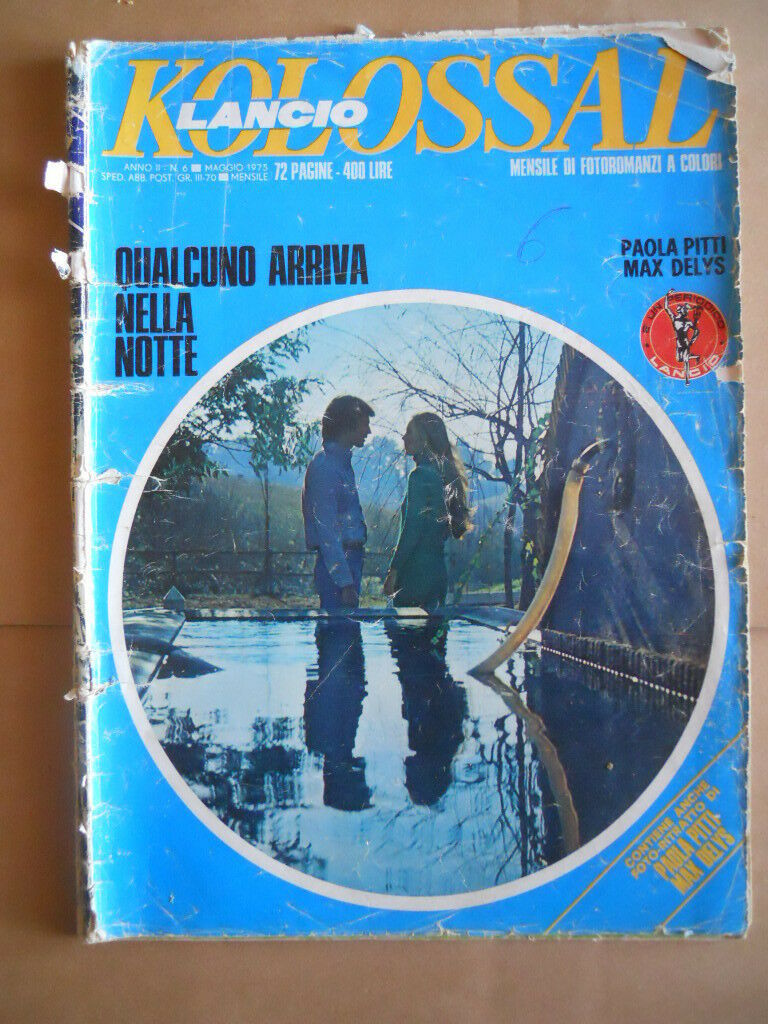 KOLOSSAL
LANCIO
ANNO II - N. 6 ■ MAGGIO 1975
SPED. ABB. POST. GR. III-70 ■ MENSILE
72 PAGINE - 400 LIRE
MENSILE DI FOTOROMANZI A COLORI
6
QUALCUNO ARRIVA
NELLA
NOTTE
PAOLA PITTI
MAX DELYS
È UN PERIODICO
LANCIO
CONTIENE ANCHE
FOTO-RITRATTO DI
PAOLA PITTI-
MAX DELYS